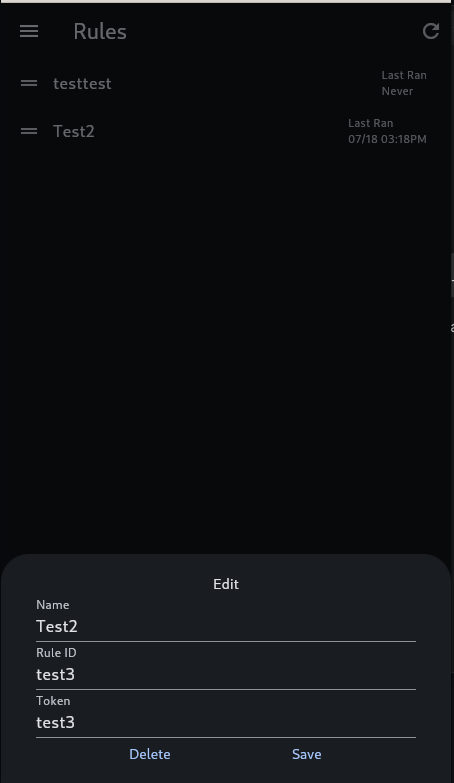 Rules
testtest
Last Ran
Never
Test2
Last Ran
07/18 03:18PM
Edit
Name
Test2
Rule ID
test3
Token
test3
Delete Save